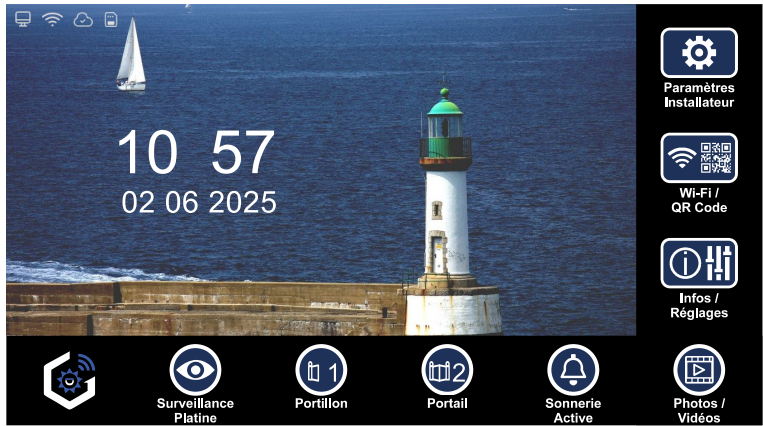 10 57
02 06 2025
Paramètres
Installateur
Wi-Fi /
QR Code
Infos /
Réglages
Surveillance
Platine
1
Portillon
2
Portail
Sonnerie
Active
Photos /
Vidéos